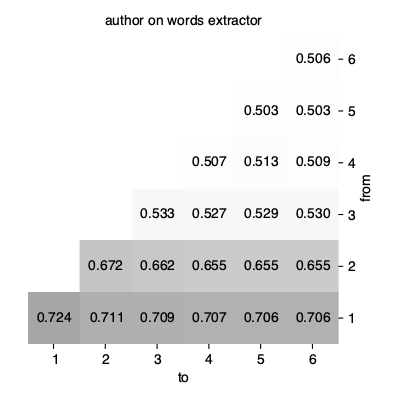 author on words extractor
0.506 6
0.503 0.503 5
0.507 0.513 0.509 4
0.533 0.527 0.529 0.530 3
from
0.672 0.662 0.655 0.655 0.655 2
0.724 0.711 0.709 0.707 0.706 0.706 1
1 2 3 4 5 6
to